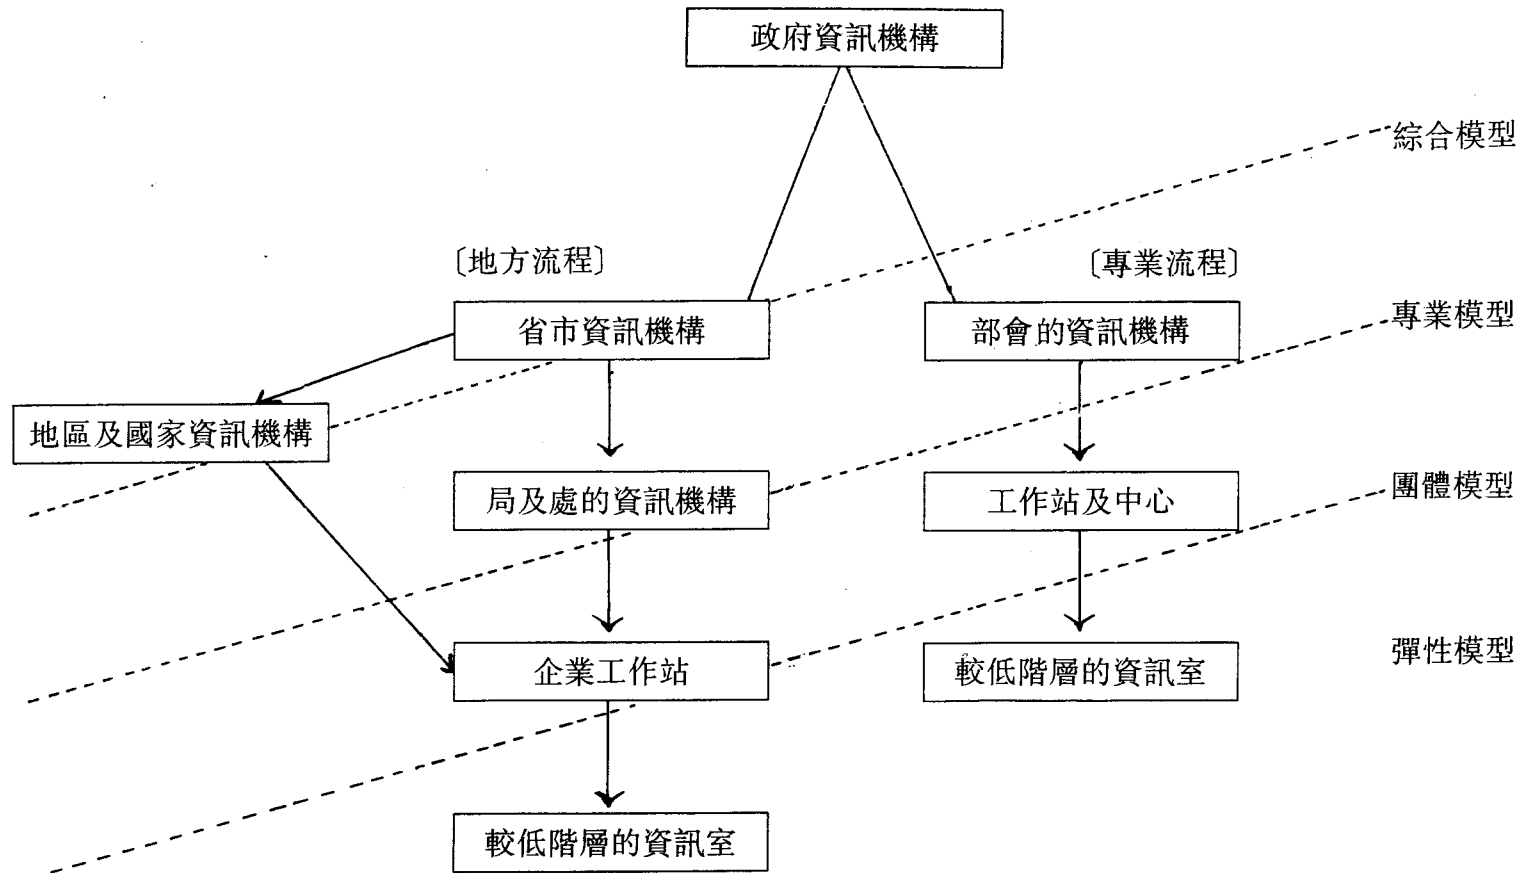 政府資訊機構
綜合模型
〔地方流程〕
〔專業流程〕
省市資訊機構
部會的資訊機構
專業模型
地區及國家資訊機構
局及處的資訊機構
工作站及中心
團體模型
企業工作站
較低階層的資訊室
彈性模型
較低階層的資訊室